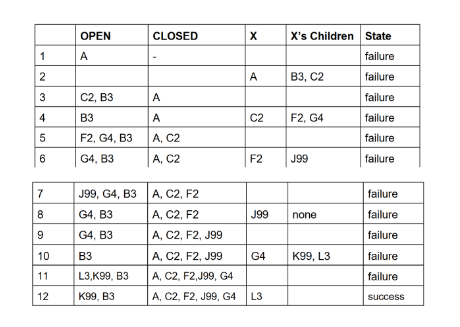 OPEN CLOSED X X's Children State
1 A - failure
2 A B3, C2 failure
3 C2, B3 A failure
4 B3 A C2 F2, G4 failure
5 F2, G4, B3 A, C2 failure
6 G4, B3 A, C2 F2 J99 failure
7 J99, G4, B3 A, C2, F2 failure
8 G4, B3 A, C2, F2 J99 none failure
9 G4, B3 A, C2, F2, J99 failure
10 B3 A, C2, F2, J99 G4 K99, L3 failure
11 L3,K99, B3 A, C2, F2,J99, G4 failure
12 K99, B3 A, C2, F2, J99, G4 L3 success